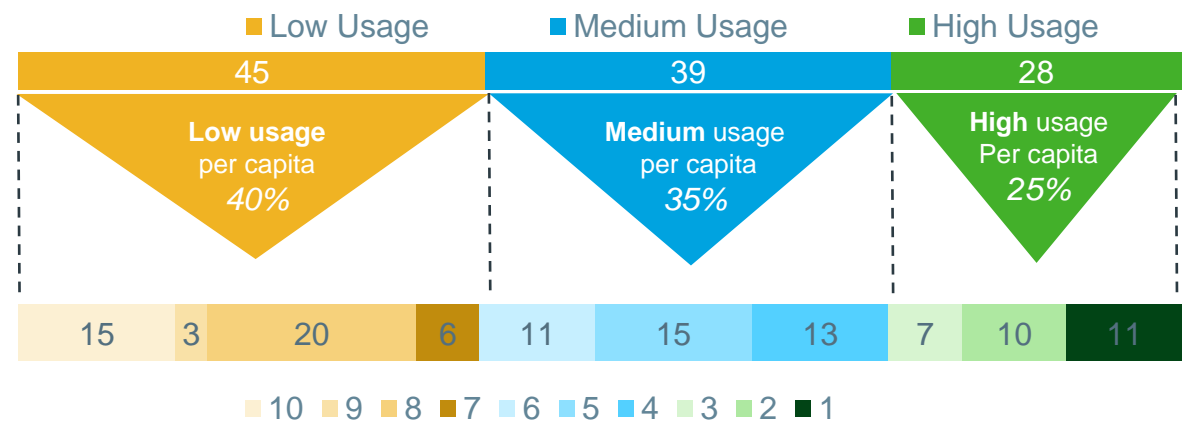 Low Usage Medium Usage High Usage
45 39 28
Low usage
per capita
40%
Medium usage
per capita
35%
High usage
Per capita
25%
15 3 20 6 11 15 13 7 10 11
10 9 8 7 6 5 4 3 2 1